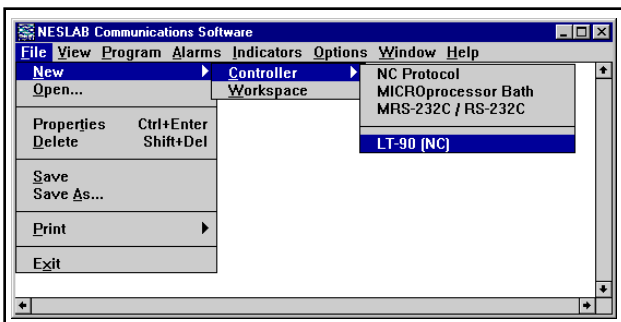 NESLAB Communications Software
File View Program Alarms Indicators Options Window Help
New
Open...
Properties Ctrl+Enter
Delete Shift+Del
Save
Save As...
Print
Exit
Controller
Workspace
NC Protocol
MICROprocessor Bath
MRS-232C / RS-232C
LT-90 (NC)